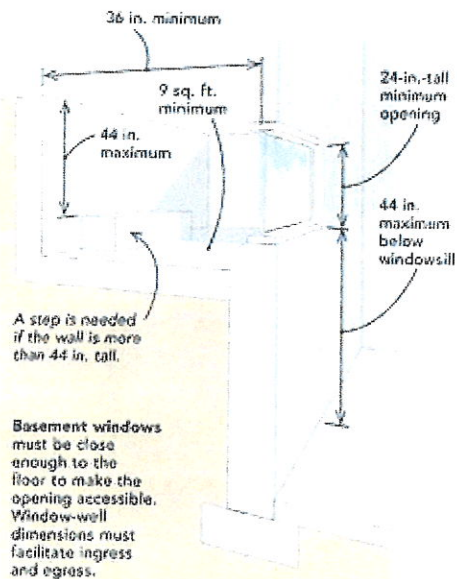 36 in. minimum
9 sq. ft.
minimum
24-in.-tall
minimum
opening
44 in.
maximum
44 in.
maximum
below
windowsill
A step is needed
if the wall is more
than 44 in. tall.
Basement windows
must be close
enough to the
floor to make the
opening accessible.
Window-well
dimensions must
facilitate ingress
and egress.